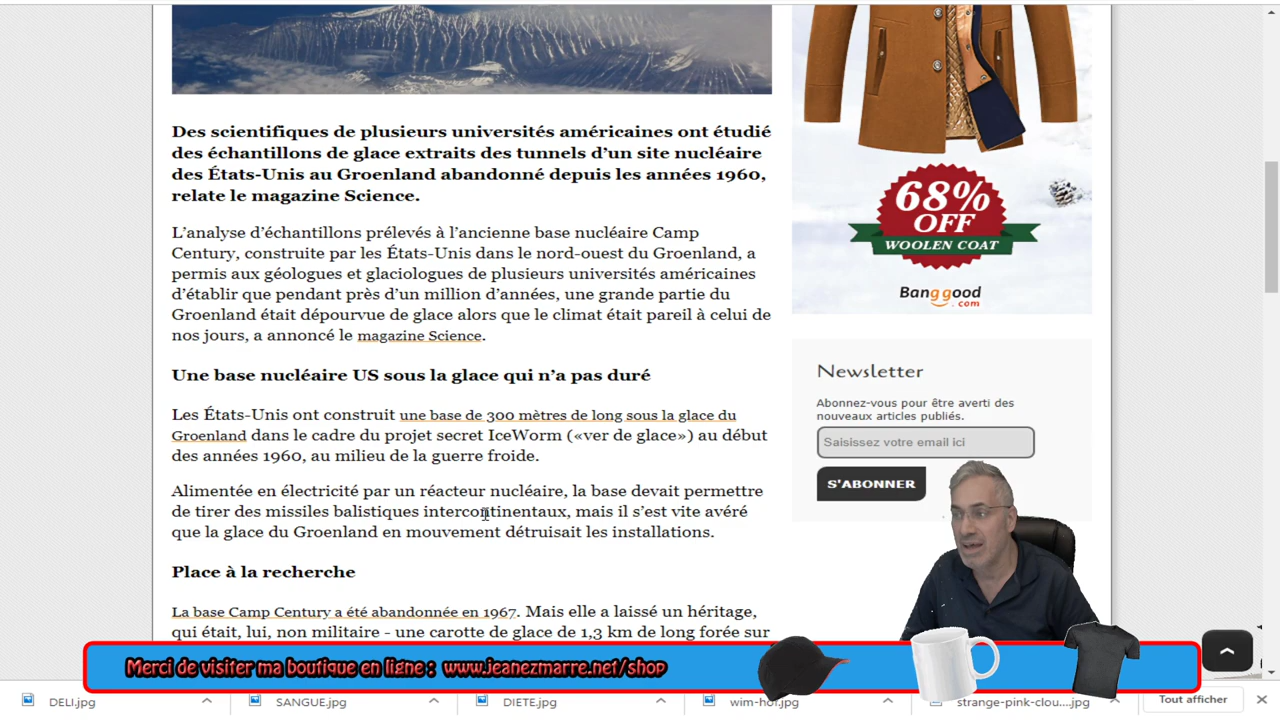 Des scientifiques de plusieurs universités américaines ont étudié
des échantillons de glace extraits des tunnels d’un site nucléaire
des États-Unis au Groenland abandonné depuis les années 1960,
relate le magazine Science.
L’analyse d’échantillons prélevés à l’ancienne base nucléaire Camp
Century, construite par les États-Unis dans le nord-ouest du Groenland, a
permis aux géologues et glaciologues de plusieurs universités américaines
d’établir que pendant près d’un million d’années, une grande partie du
Groenland était dépourvue de glace alors que le climat était pareil à celui de
nos jours, a annoncé le magazine Science.
Une base nucléaire US sous la glace qui n’a pas duré
Les États-Unis ont construit une base de 300 mètres de long sous la glace du
Groenland dans le cadre du projet secret IceWorm («ver de glace») au début
des années 1960, au milieu de la guerre froide.
Alimentée en électricité par un réacteur nucléaire, la base devait permettre
de tirer des missiles balistiques intercontinentaux, mais il s’est vite avéré
que la glace du Groenland en mouvement détruisait les installations.
Place à la recherche
La base Camp Century a été abandonnée en 1967. Mais elle a laissé un héritage,
qui était, lui, non militaire - une carotte de glace de 1,3 km de long forée sur
68%
OFF
WOOLEN COAT
Banggood
.com
Newsletter
Abonnez-vous pour être averti des
nouveaux articles publiés.
Saisissez votre email ici
S'ABONNER
Merci de visiter ma boutique en ligne : www.jeanezmarre.net/shop
DELI.jpg
SANGUE.jpg
DIETE.jpg
wim-hof.jpg
strange-pink-clou....jpg
Tout afficher